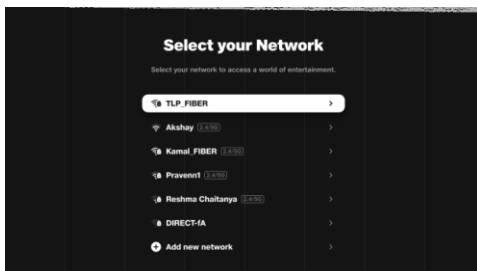 Select your Network
Select your network to access a world of entertainment.
TLP_FIBER
Akshay 2.4/5G
Kamal_FIBER 2.4/5G
Pravenn1 2.4/5G
Reshma Chaitanya 2.4/5G
DIRECT-fA
Add new network